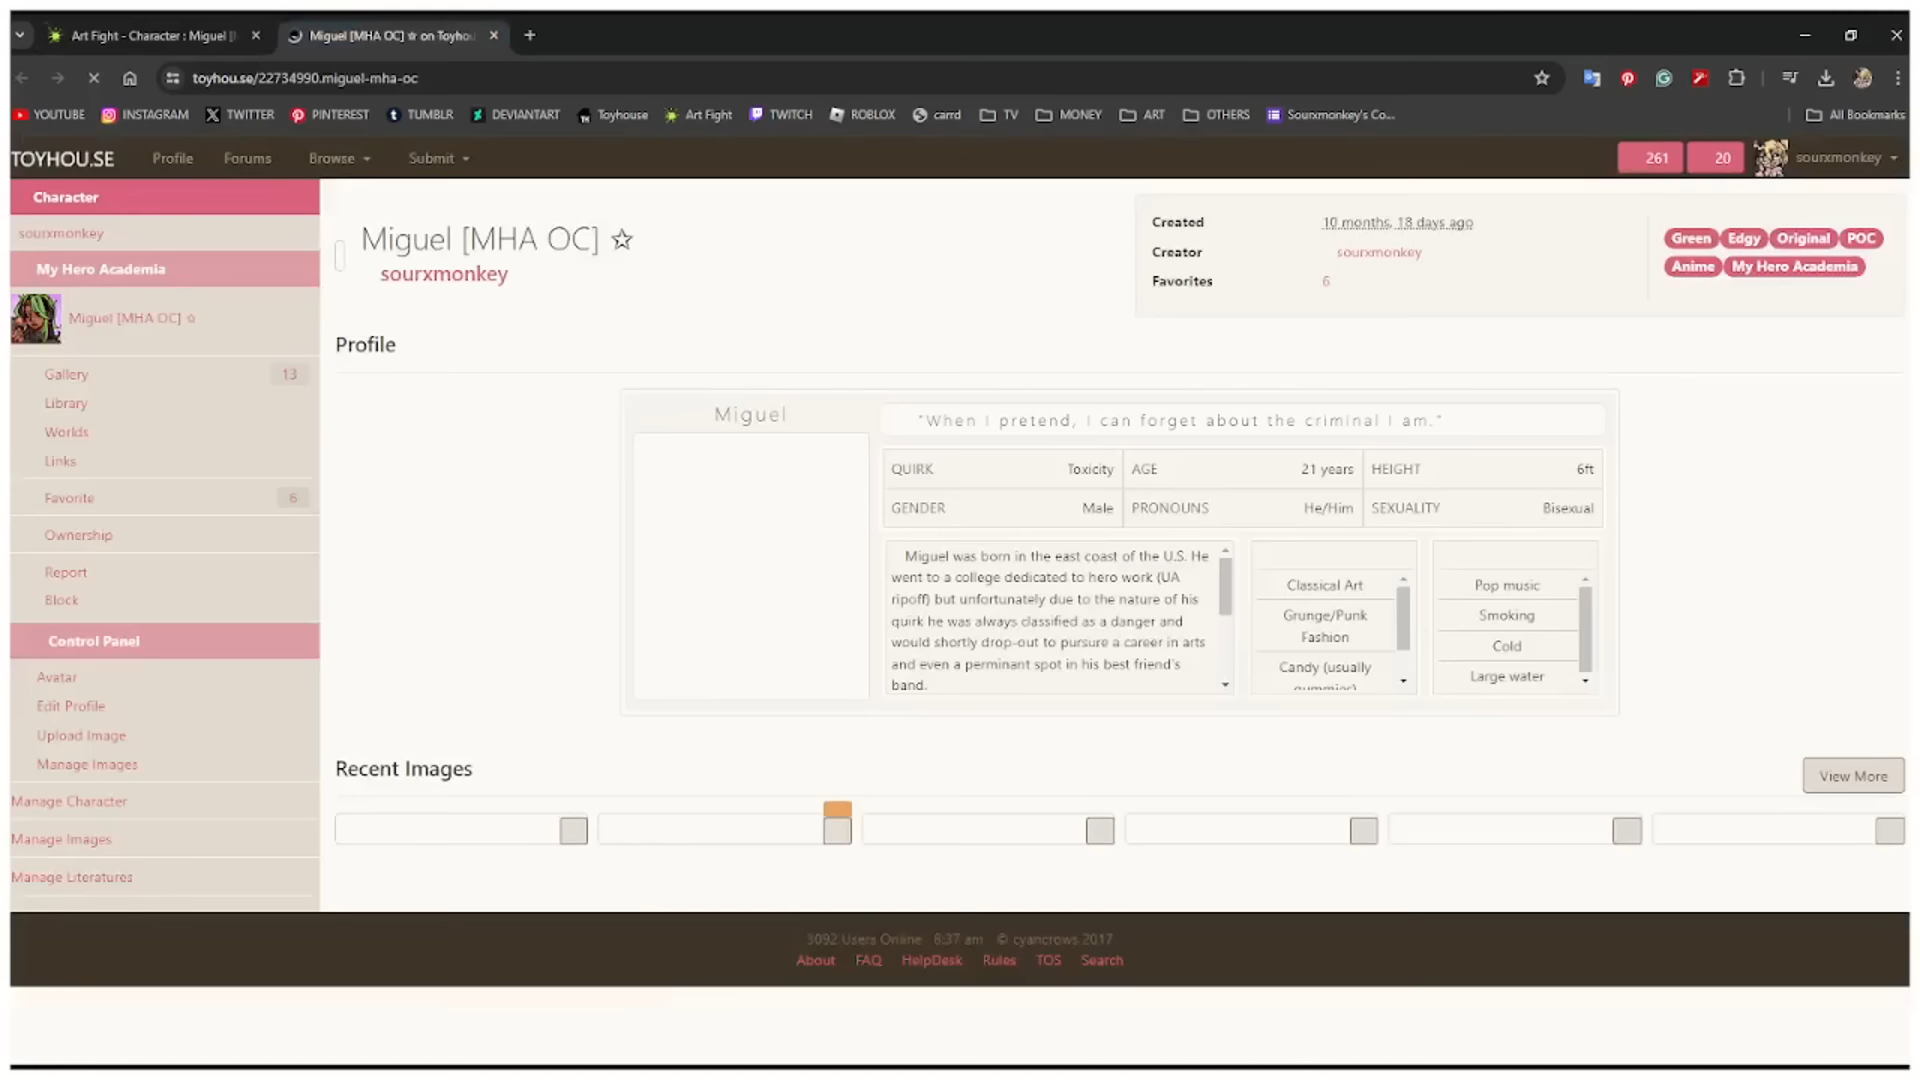 Art Fight - Character : Miguel [
Miguel [MHA OC] ☆ on Toyhou
toyhou.se/22734990.miguel-mha-oc
YOUTUBE INSTAGRAM TWITTER PINTEREST TUMBLR DEVIANTART Toyhouse Art Fight TWITCH ROBLOX carrd TV MONEY ART OTHERS Sourxmonkey's Co... All Bookmarks
TOYHOU.SE Profile Forums Browse Submit 261 20 sourxmonkey
Character
sourxmonkey
My Hero Academia
Miguel [MHA OC] ☆
Gallery 13
Library
Worlds
Links
Favorite 6
Ownership
Report
Block
Control Panel
Avatar
Edit Profile
Upload Image
Manage Images
Manage Character
Manage Images
Manage Literatures
Miguel [MHA OC] ☆
sourxmonkey
Created 10 months, 18 days ago
Creator sourxmonkey
Favorites 6
Green Edgy Original POC
Anime My Hero Academia
Profile
Miguel
"When I pretend, I can forget about the criminal I am."
QUIRK Toxicity AGE 21 years HEIGHT 6ft
GENDER Male PRONOUNS He/Him SEXUALITY Bisexual
Miguel was born in the east coast of the U.S. He
went to a college dedicated to hero work (UA
ripoff) but unfortunately due to the nature of his
quirk he was always classified as a danger and
would shortly drop-out to pursure a career in arts
and even a perminant spot in his best friend's
band.
Classical Art
Grunge/Punk
Fashion
Candy (usually
gummies)
Pop music
Smoking
Cold
Large water
Recent Images
View More
3092 Users Online 8:37 am © cyancrows 2017
About FAQ HelpDesk Rules TOS Search